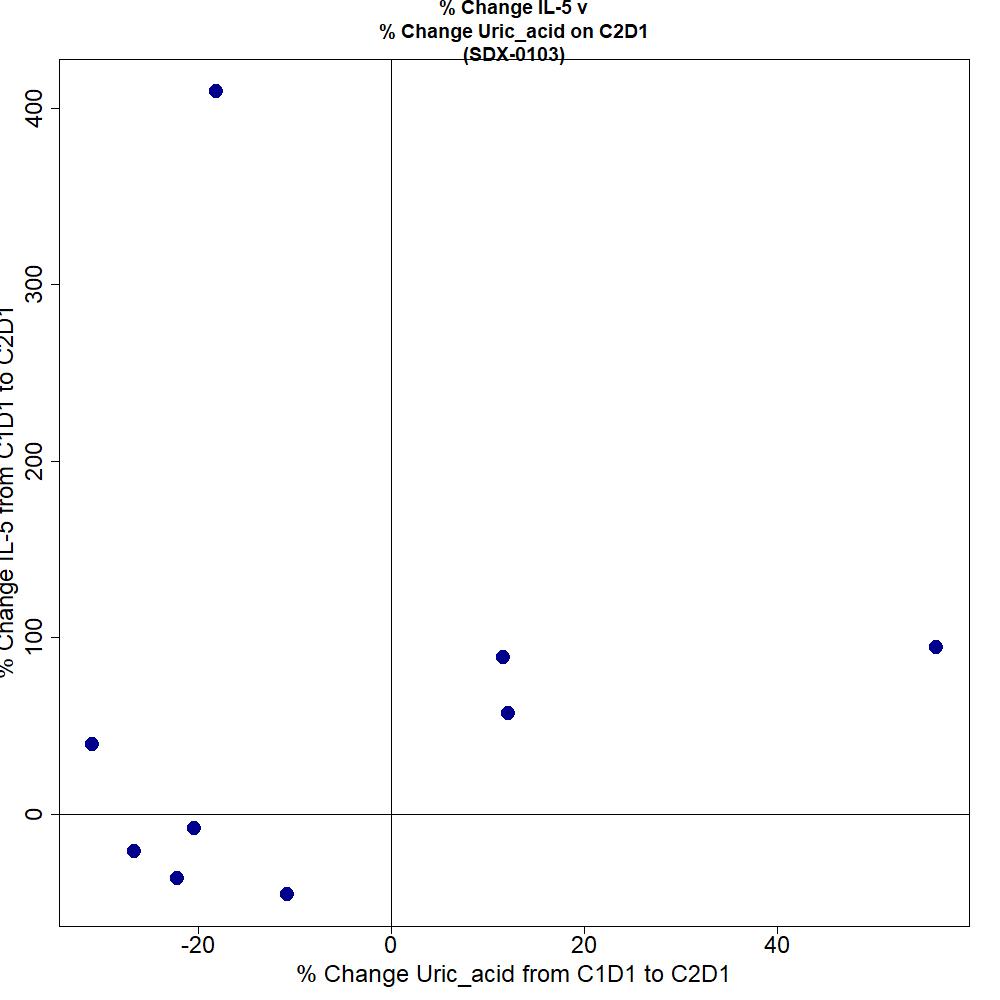 % Change IL-5 v
% Change Uric_acid on C2D1
(SDX-0103)
400
300
200
100
0
% Change IL-5 from C1D1 to C2D1
-20
0
20
40
% Change Uric_acid from C1D1 to C2D1